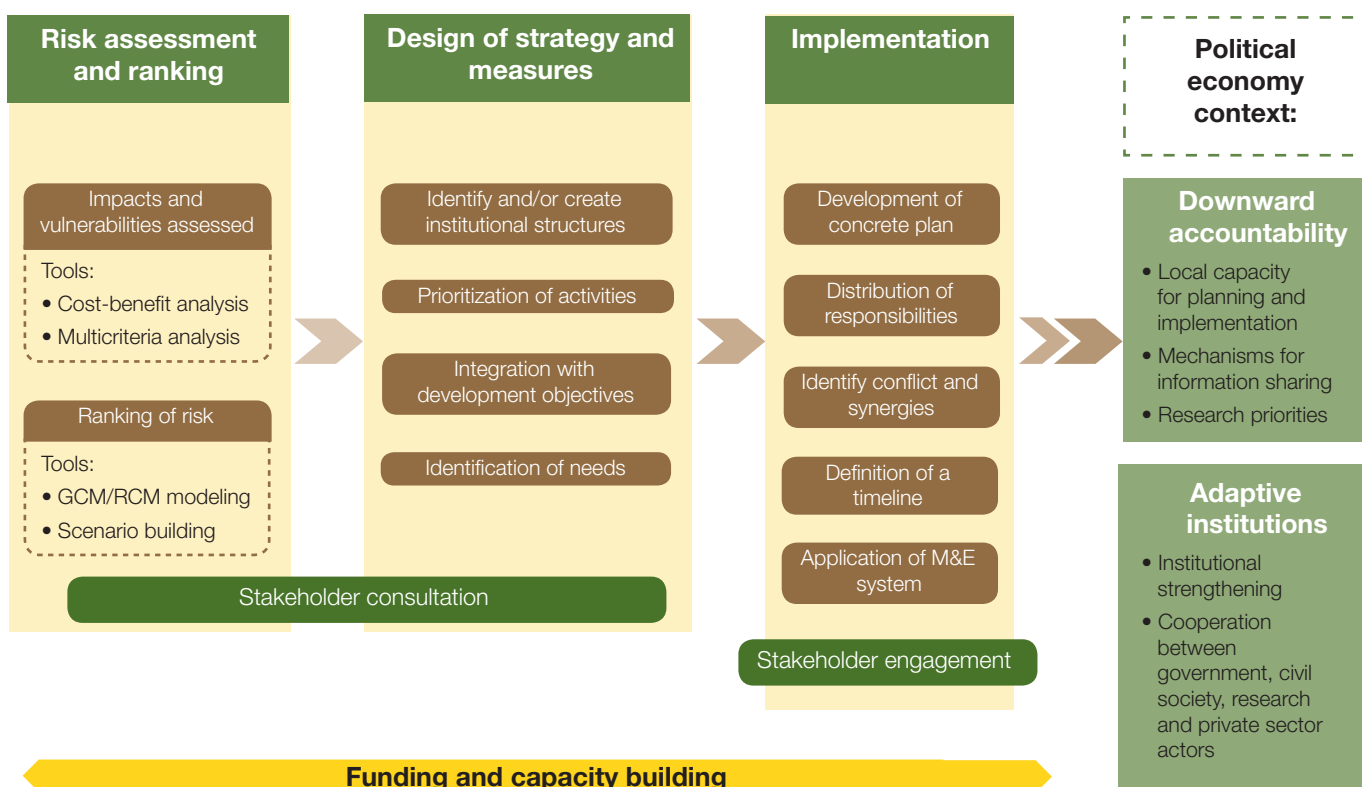 Risk assessment
and ranking
Impacts and
vulnerabilities assessed
Tools:
• Cost-benefit analysis
• Multicriteria analysis
Ranking of risk
Tools:
• GCM/RCM modeling
• Scenario building
Design of strategy and
measures
Identify and/or create
institutional structures
Prioritization of activities
Integration with
development objectives
Identification of needs
Stakeholder consultation
Implementation
Development of
concrete plan
Distribution of
responsibilities
Identify conflict and
synergies
Definition of a
timeline
Application of M&E
system
Stakeholder engagement
Political
economy
context:
Downward
accountability
• Local capacity
for planning and
implementation
• Mechanisms for
information sharing
• Research priorities
Adaptive
institutions
• Institutional
strengthening
• Cooperation
between
government, civil
society, research
and private sector
actors
Funding and capacity building